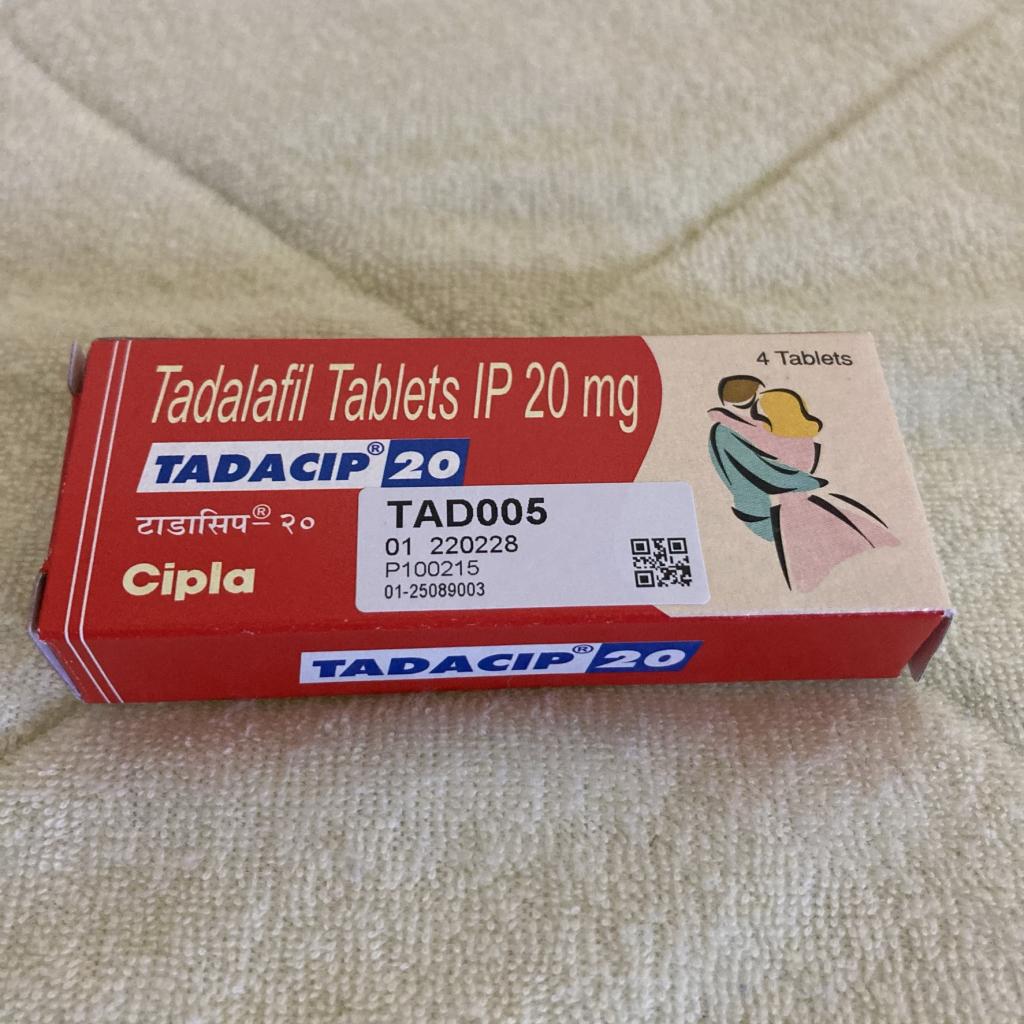 4 Tablets
Tadalafil Tablets IP 20 mg
TADACIP® 20
टाडासिप® २०
Cipla
TAD005
01 220228
P100215
01-25089003
TADACIP® 20